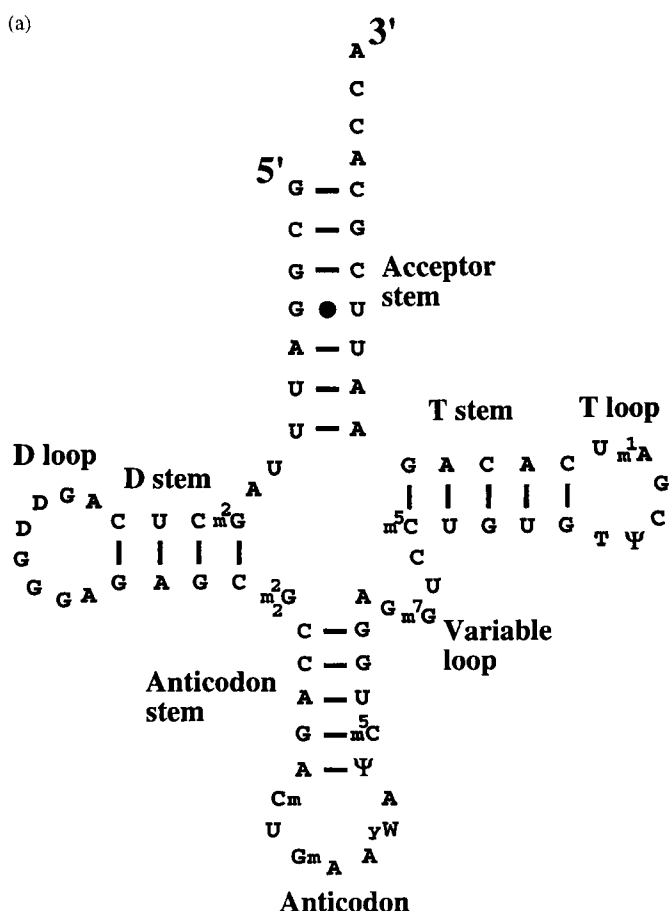 (a)
3'
A
C
C
A
5'
G C
C G
G C
Acceptor
stem
G U
A U
U A
U A
U
A
D loop
D stem
D D G A C U C m2G
D G G G A G A G C
m22G
T stem
T loop
G A C A C U m1A
G
C
m5C U G U G T Ψ
C
U
m7G
G
A
Variable
loop
C G
C G
Anticodon
stem
A U
G m5C
A Ψ
Cm A
U yW
Gm A A
Anticodon